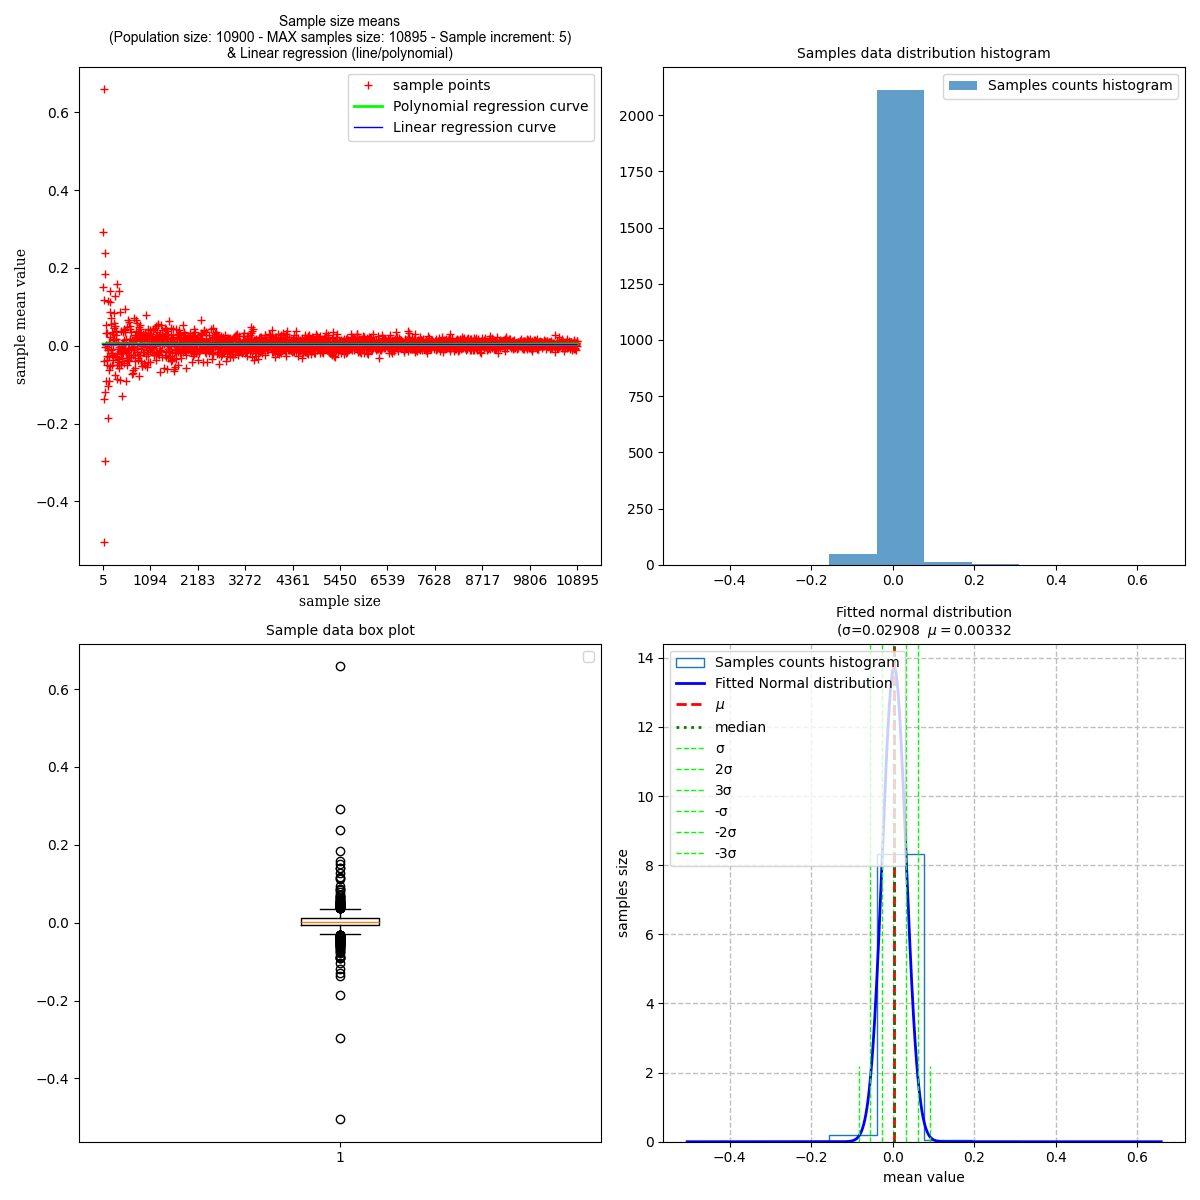 Sample size means
(Population size: 10900 - MAX samples size: 10895 - Sample increment: 5)
& Linear regression (line/polynomial)
sample points
Polynomial regression curve
Linear regression curve
sample mean value
0.6
0.4
0.2
0.0
−0.2
−0.4
5 1094 2183 3272 4361 5450 6539 7628 8717 9806 10895
sample size
Samples data distribution histogram
Samples counts histogram
2000
1750
1500
1250
1000
750
500
250
0
−0.4 −0.2 0.0 0.2 0.4 0.6
Sample data box plot
0.6
0.4
0.2
0.0
−0.2
−0.4
1
Fitted normal distribution
(σ=0.02908 μ = 0.00332
Samples counts histogram
Fitted Normal distribution
μ
median
σ
2σ
3σ
-σ
-2σ
-3σ
samples size
14
12
10
8
6
4
2
0
−0.4 −0.2 0.0 0.2 0.4 0.6
mean value